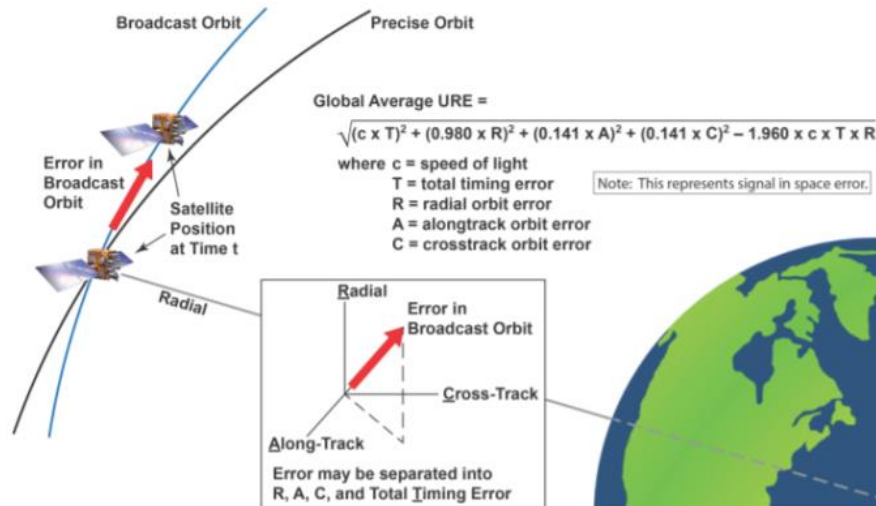 Broadcast Orbit
Precise Orbit
Global Average URE =
√(c x T)² + (0.980 x R)² + (0.141 x A)² + (0.141 x C)² – 1.960 x c x T x R
where c = speed of light
T = total timing error
R = radial orbit error
A = alongtrack orbit error
C = crosstrack orbit error
Note: This represents signal in space error.
Error in
Broadcast
Orbit
Satellite
Position
at Time t
Radial
Radial
Error in
Broadcast Orbit
Cross-Track
Along-Track
Error may be separated into
R, A, C, and Total Timing Error